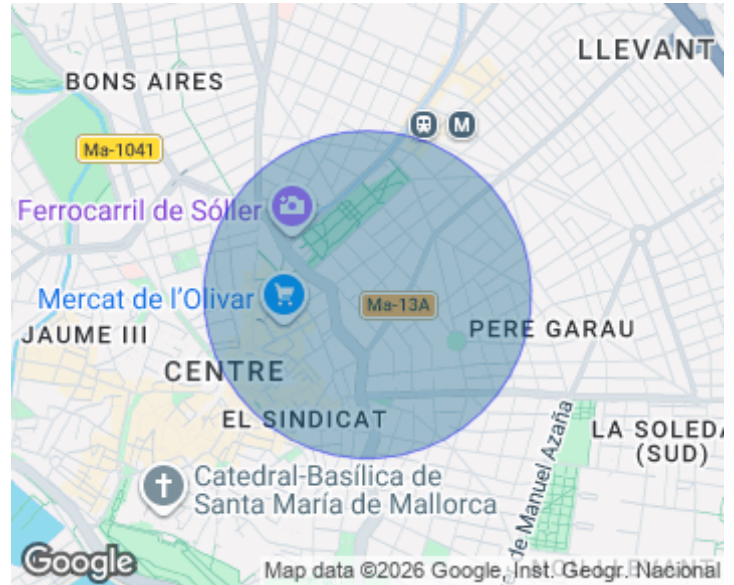 LLEVANT
BONS AIRES
M
Ma-1041
Ferrocarril de Sóller
Mercat de l'Olivar
Ma-13A
JAUME III
PERE GARAU
CENTRE
EL SINDICAT
LA SOLEDA
(SUD)
de Manuel Azaña
Catedral-Basílica de
Santa María de Mallorca
Google
Map data ©2026 Google, Inst. Geogr. Nacional